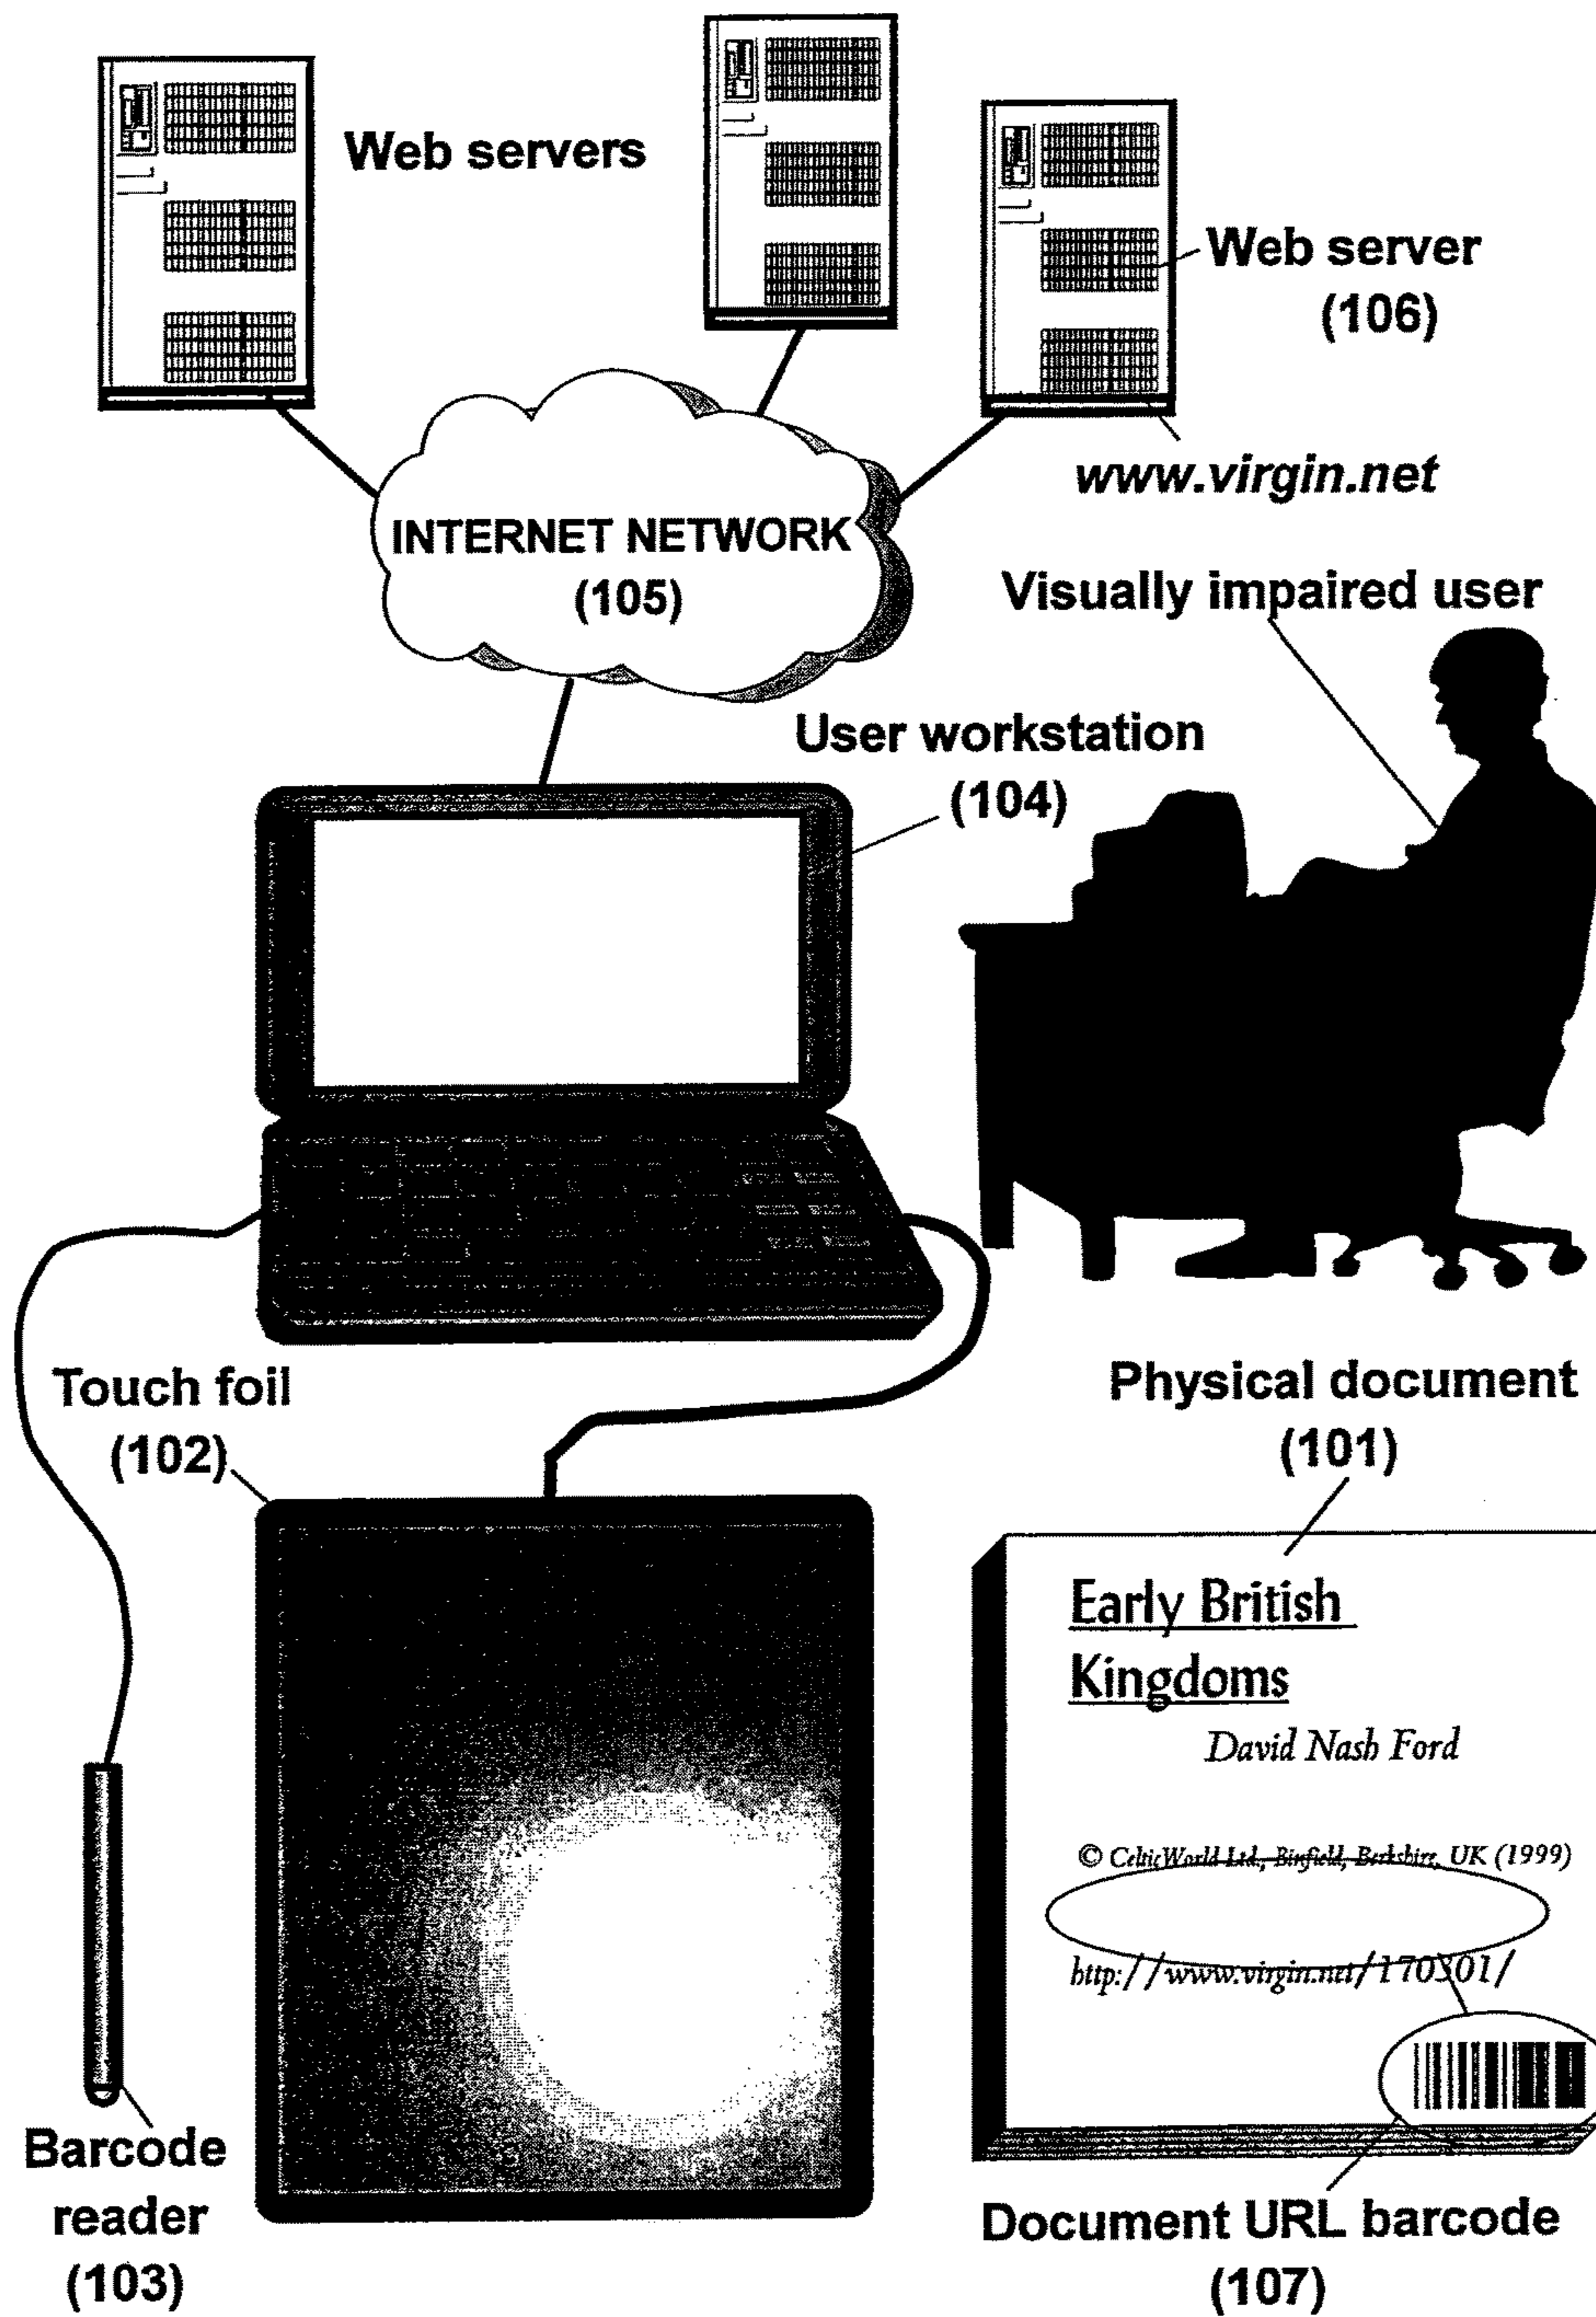 Web servers
Web server
(106)
www.virgin.net
INTERNET NETWORK
(105)
Visually impaired user
User workstation
(104)
Touch foil
(102)
Physical document
(101)
Early British
Kingdoms
David Nash Ford
© CelticWorld Ltd., Binfield, Berkshire, UK (1999)
http://www.virgin.net/170301/
Barcode
reader
(103)
Document URL barcode
(107)